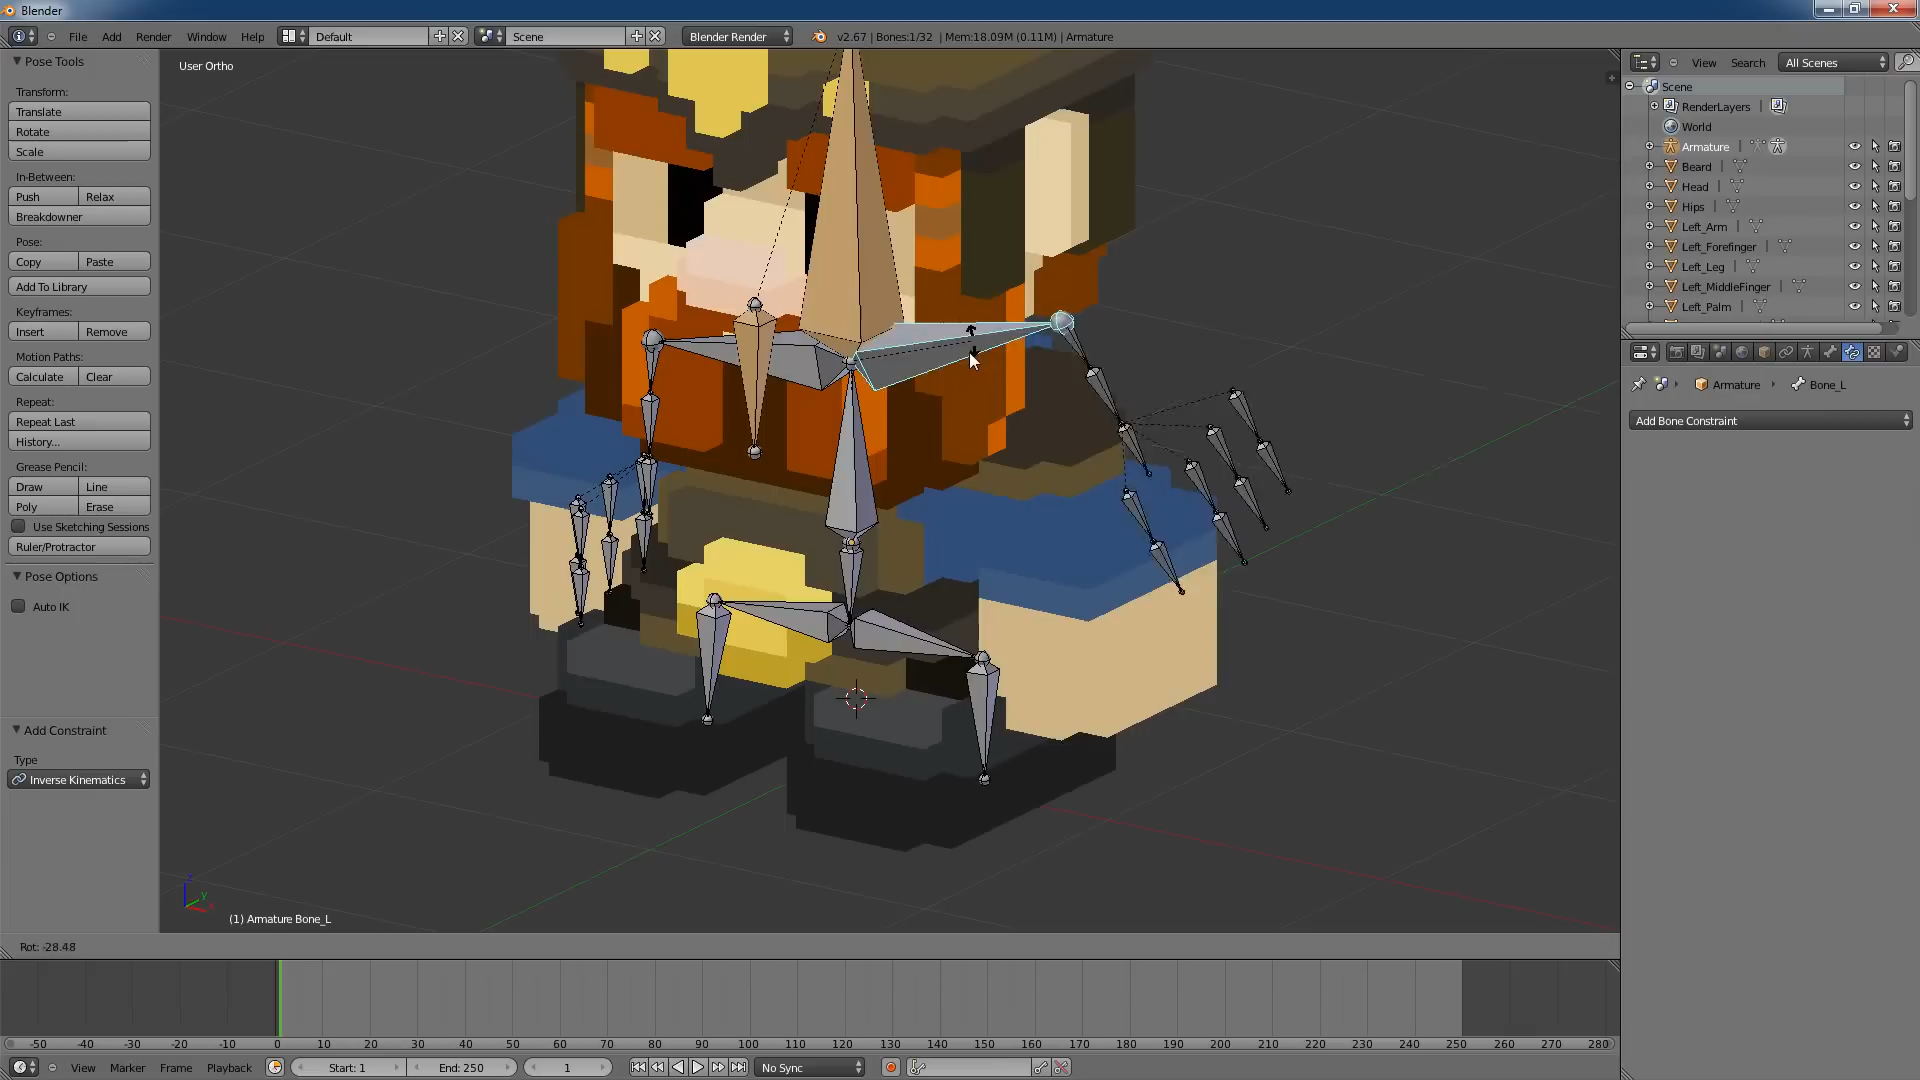 Blender
File Add Render Window Help Default Scene Blender Render v2.67 | Bones:1/32 | Mem:18.09M (0.11M) | Armature
Pose Tools
Transform:
Translate
Rotate
Scale
In-Between:
Push Relax
Breakdowner
Pose:
Copy Paste
Add To Library
Keyframes:
Insert Remove
Motion Paths:
Calculate Clear
Repeat:
Repeat Last
History...
Grease Pencil:
Draw Line
Poly Erase
Use Sketching Sessions
Ruler/Protractor
Pose Options
Auto IK
Add Constraint
Type
Inverse Kinematics
User Ortho
z
y
x
(1) Armature Bone_L
View Search All Scenes
Scene
RenderLayers |
World
Armature |
Beard |
Head |
Hips |
Left_Arm |
Left_Forefinger |
Left_Leg |
Left_MiddleFinger |
Left_Palm |
Armature Bone_L
Add Bone Constraint
Rot: -28.48
-50 -40 -30 -20 -10 0 10 20 30 40 50 60 70 80 90 100 110 120 130 140 150 160 170 180 190 200 210 220 230 240 250 260 270 280
View Marker Frame Playback Start: 1 End: 250 1 No Sync